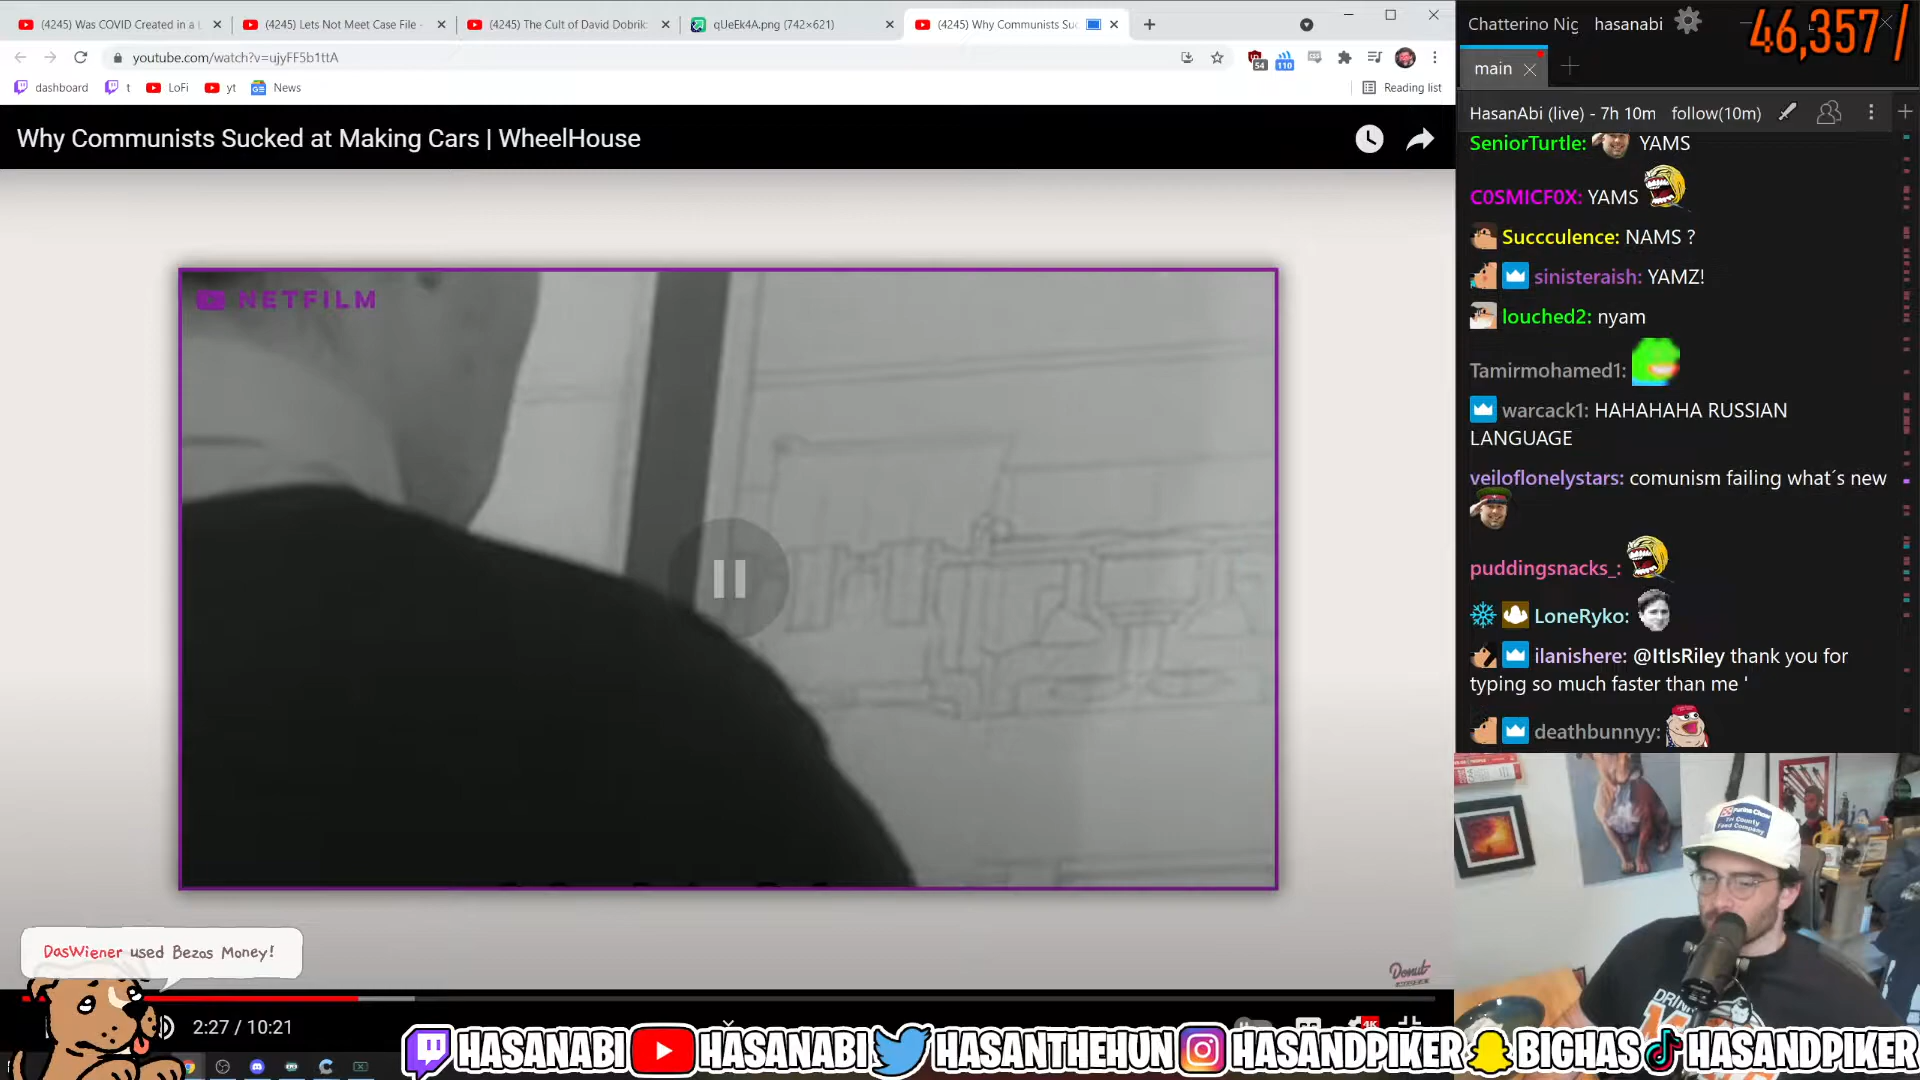 (4245) Was COVID Created in a L
(4245) Lets Not Meet Case File -
(4245) The Cult of David Dobrik:
qUeEk4A.png (742×621)
(4245) Why Communists Suc
Chatterino Nig
hasanabi
46,357 /
youtube.com/watch?v=ujyFF5b1ttA
54
110
main
dashboard
t
LoFi
yt
News
Reading list
HasanAbi (live) - 7h 10m
follow(10m)
Why Communists Sucked at Making Cars | WheelHouse
SeniorTurtle: YAMS
C0SMICF0X: YAMS
Succculence: NAMS ?
sinisteraish: YAMZ!
louched2: nyam
Tamirmohamed1:
warcack1: HAHAHAHA RUSSIAN
LANGUAGE
veiloflonelystars: comunism failing what´s new
puddingsnacks_:
LoneRyko:
ilanishere: @ItIsRiley thank you for
typing so much faster than me '
deathbunnyy:
NETFILM
DasWiener used Bezos Money!
Donut
2:27 / 10:21
HASANABI
HASANABI
HASANTHEHUN
HASANDPIKER
BIGHAS
HASANDPIKER